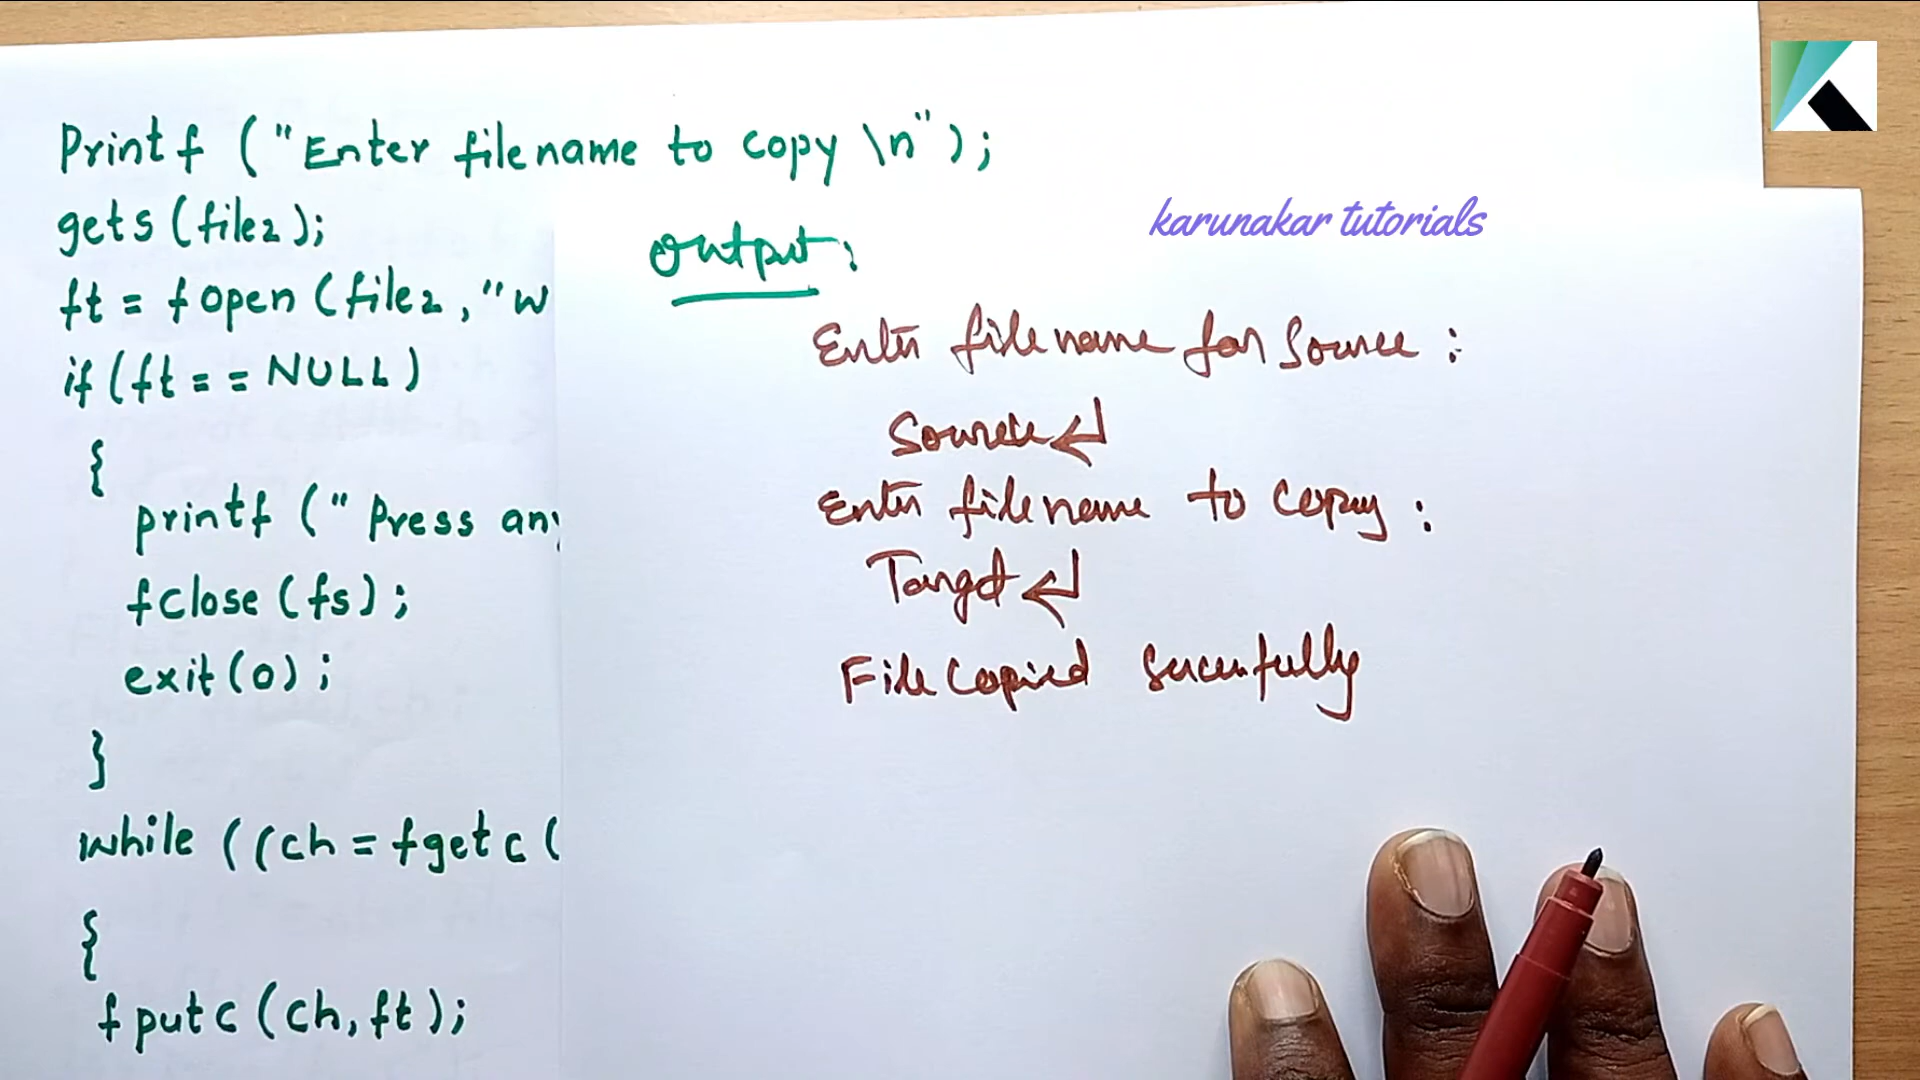 Printf ("Enter filename to copy \n");
gets (file2);
ft = fopen (file2, "w
if (ft == NULL)
{
printf (" Press any
fclose (fs);
exit(0);
}
while ((ch = fgetc (
{
fputc (ch, ft);
karunakar tutorials
Output:
Enter filename for Source :
Source ↵
Enter filename to copy :
Target ↵
File Copied Sucessfully